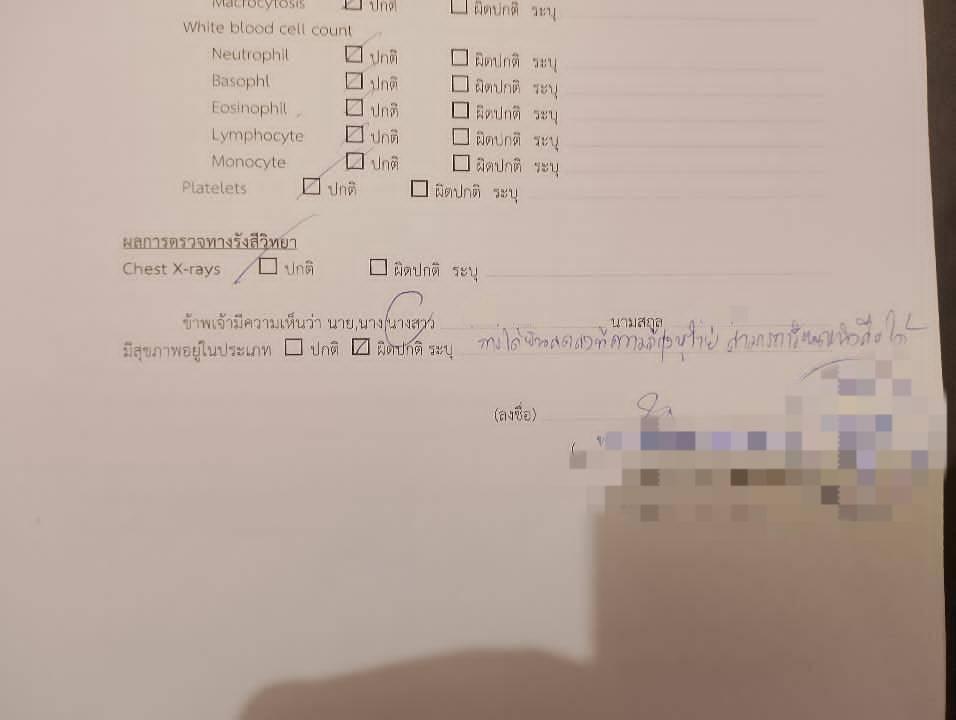 Macrocytosis ปกติ ผิดปกติ ระบุ
White blood cell count
Neutrophil ปกติ ผิดปกติ ระบุ
Basophl ปกติ ผิดปกติ ระบุ
Eosinophil ปกติ ผิดปกติ ระบุ
Lymphocyte ปกติ ผิดปกติ ระบุ
Monocyte ปกติ ผิดปกติ ระบุ
Platelets ปกติ ผิดปกติ ระบุ
ผลการตรวจทางรังสีวิทยา
Chest X-rays ปกติ ผิดปกติ ระบุ
ข้าพเจ้ามีความเห็นว่า นาย,นาง,นางสาว นามสกุล
มีสุขภาพอยู่ในประเภท ปกติ ผิดปกติ ระบุ
(ลงชื่อ)